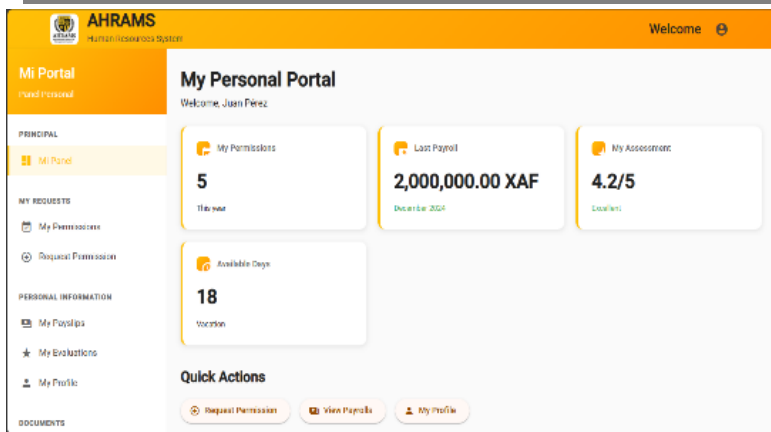 AHRAMS
Human Resources System
Welcome
Mi Portal
Panel Personal
PRINCIPAL
Mi Panel
MY REQUESTS
My Permissions
Request Permission
PERSONAL INFORMATION
My Payslips
My Evaluations
My Profile
DOCUMENTS
My Personal Portal
Welcome, Juan Pérez
My Permissions
5
This year
Last Payroll
2,000,000.00 XAF
December 2024
My Assessment
4.2/5
Excellent
Available Days
18
Vacation
Quick Actions
Request Permission
View Payrolls
My Profile